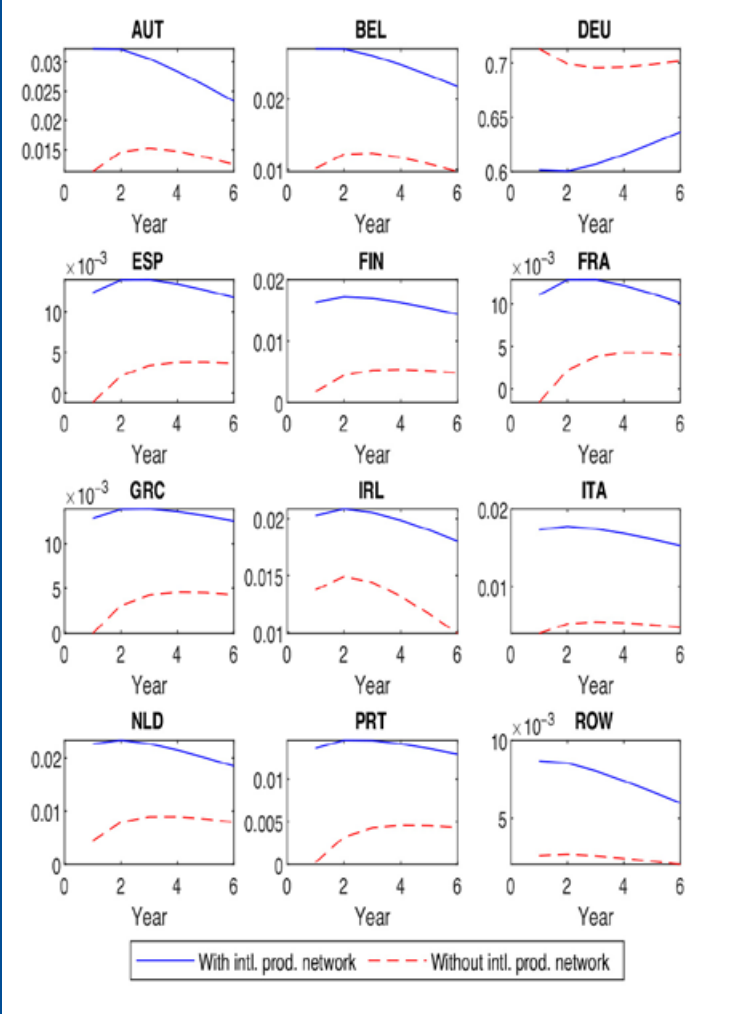 AUT BEL DEU
0.03
0.025
0.02
0.015
0.02
0.01
0.7
0.65
0.6
0 2 4 6 0 2 4 6 0 2 4 6
Year Year Year
×10⁻³ ESP FIN ×10⁻³ FRA
10
5
0
0.02
0.01
0
10
5
0
0 2 4 6 0 2 4 6 0 2 4 6
Year Year Year
×10⁻³ GRC IRL ITA
10
5
0
0.02
0.015
0.01
0.02
0.01
0 2 4 6 0 2 4 6 0 2 4 6
Year Year Year
NLD PRT ×10⁻³ ROW
0.02
0.01
0
0.01
0.005
0
10
5
0 2 4 6 0 2 4 6 0 2 4 6
Year Year Year
With intl. prod. network Without intl. prod. network